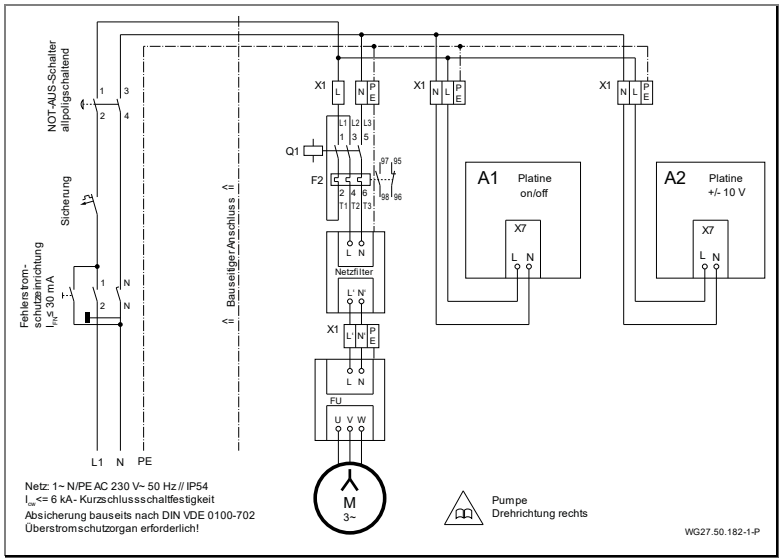 NOT-AUS-Schalter
allpoligschaltend
1 3
2 4
Sicherung
Fehlerstrom-
schutzeinrichtung
I_FN ≤ 30 mA
1 N
2 N
L1 N PE
<= Bauseitiger Anschluss <=
X1 L N PE
L1 L2 L3
1 3 5
Q1
97 95
F2
98 96
2 4 6
T1 T2 T3
L N
Netzfilter
L' N'
X1 L' N' PE
L N
FU
U V W
M
3~
X1 N L PE
A1 Platine
on/off
X7
L N
X1 N L PE
A2 Platine
+/- 10 V
X7
L N
Netz: 1~ N/PE AC 230 V~ 50 Hz // IP54
I_cw <= 6 kA- Kurzschlussschaltfestigkeit
Absicherung bauseits nach DIN VDE 0100-702
Überstromschutzorgan erforderlich!
Pumpe
Drehrichtung rechts
WG27.50.182-1-P